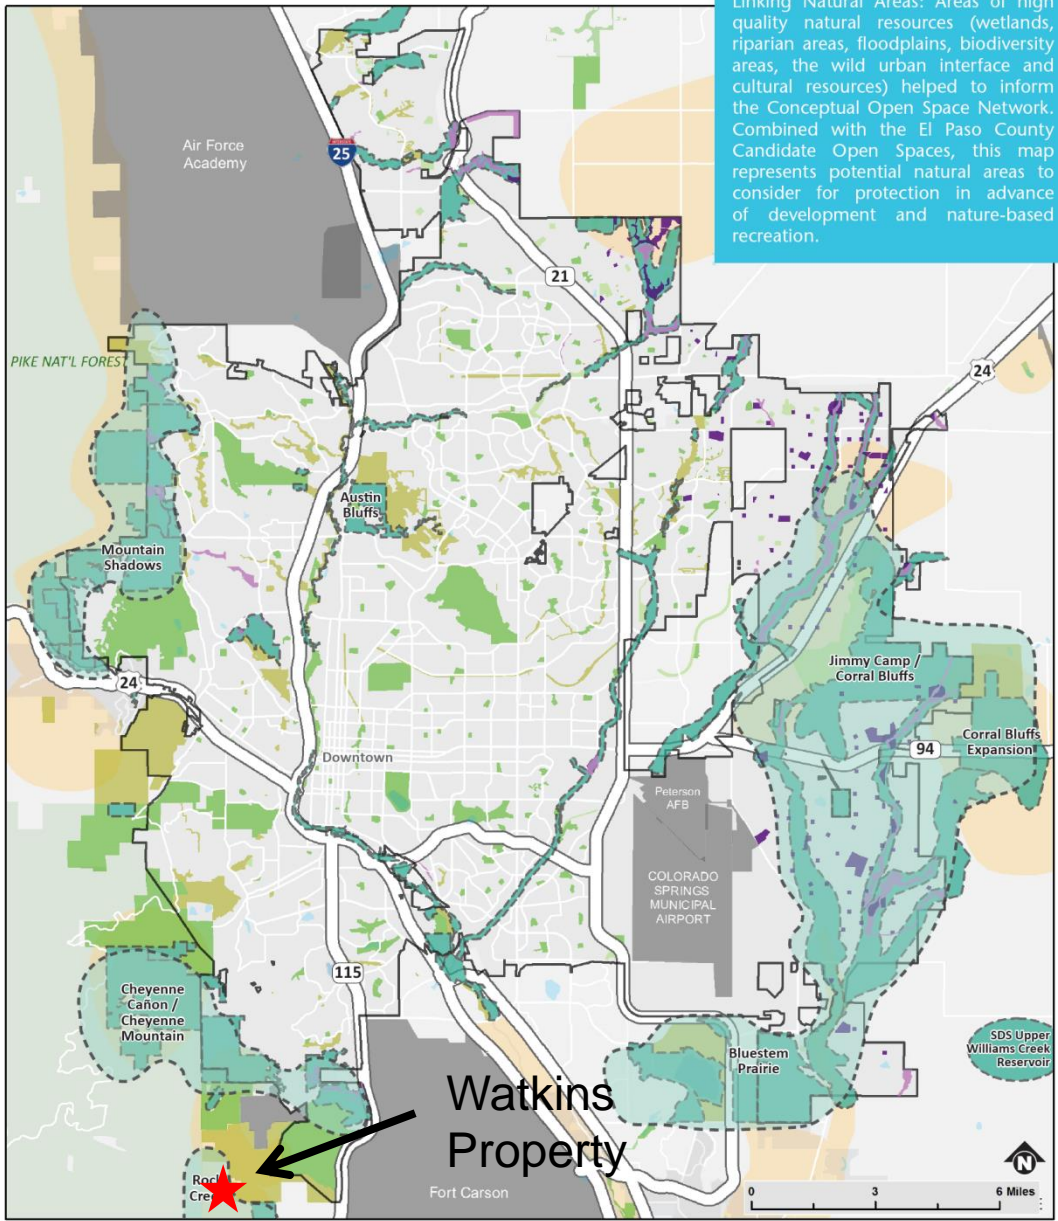 Linking Natural Areas: Areas of high
quality natural resources (wetlands,
riparian areas, floodplains, biodiversity
areas, the wild urban interface and
cultural resources) helped to inform
the Conceptual Open Space Network.
Combined with the El Paso County
Candidate Open Spaces, this map
represents potential natural areas to
consider for protection in advance
of development and nature-based
recreation.
Air Force
Academy
25
21
PIKE NAT'L FOREST
24
Austin
Bluffs
Mountain
Shadows
Jimmy Camp /
Corral Bluffs
24
Corral Bluffs
Expansion
94
Downtown
Peterson
AFB
COLORADO
SPRINGS
MUNICIPAL
AIRPORT
115
Cheyenne
Cañon /
Cheyenne
Mountain
SDS Upper
Williams Creek
Reservoir
Bluestem
Prairie
Watkins
Property
Fort Carson
N
0 3 6 Miles